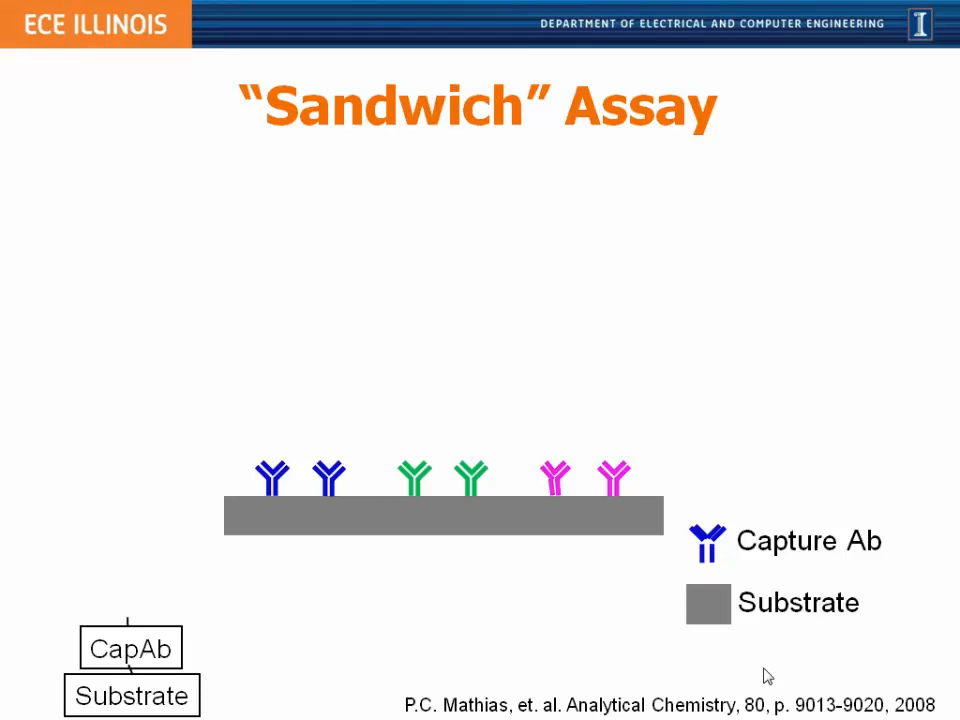 ECE ILLINOIS
DEPARTMENT OF ELECTRICAL AND COMPUTER ENGINEERING
I
“Sandwich” Assay
Capture Ab
Substrate
CapAb
Substrate
P.C. Mathias, et. al. Analytical Chemistry, 80, p. 9013-9020, 2008